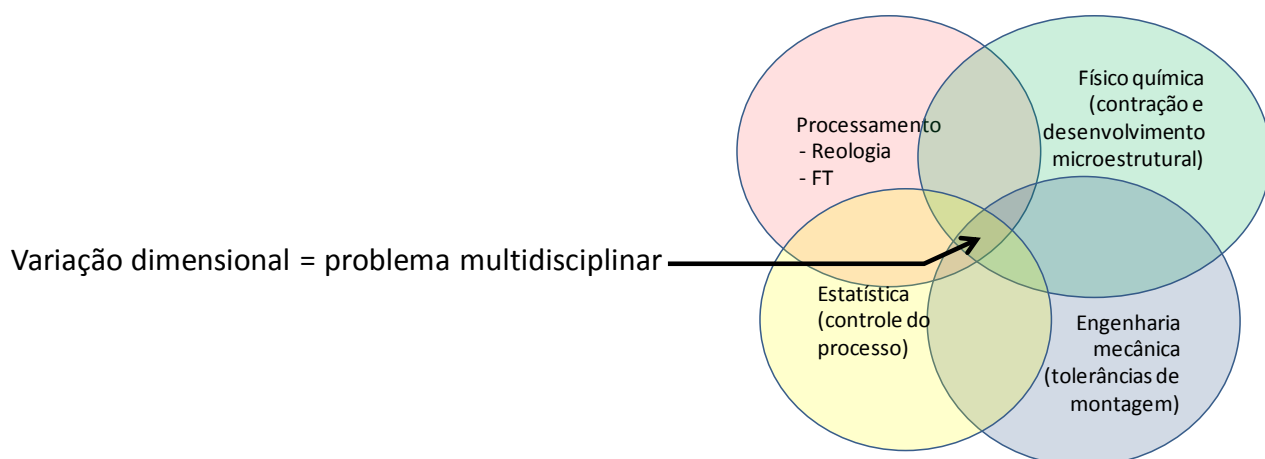 Físico química
(contração e
desenvolvimento
microestrutural)
Processamento
- Reologia
- FT
Variação dimensional = problema multidisciplinar
Estatística
(controle do
processo)
Engenharia
mecânica
(tolerâncias de
montagem)